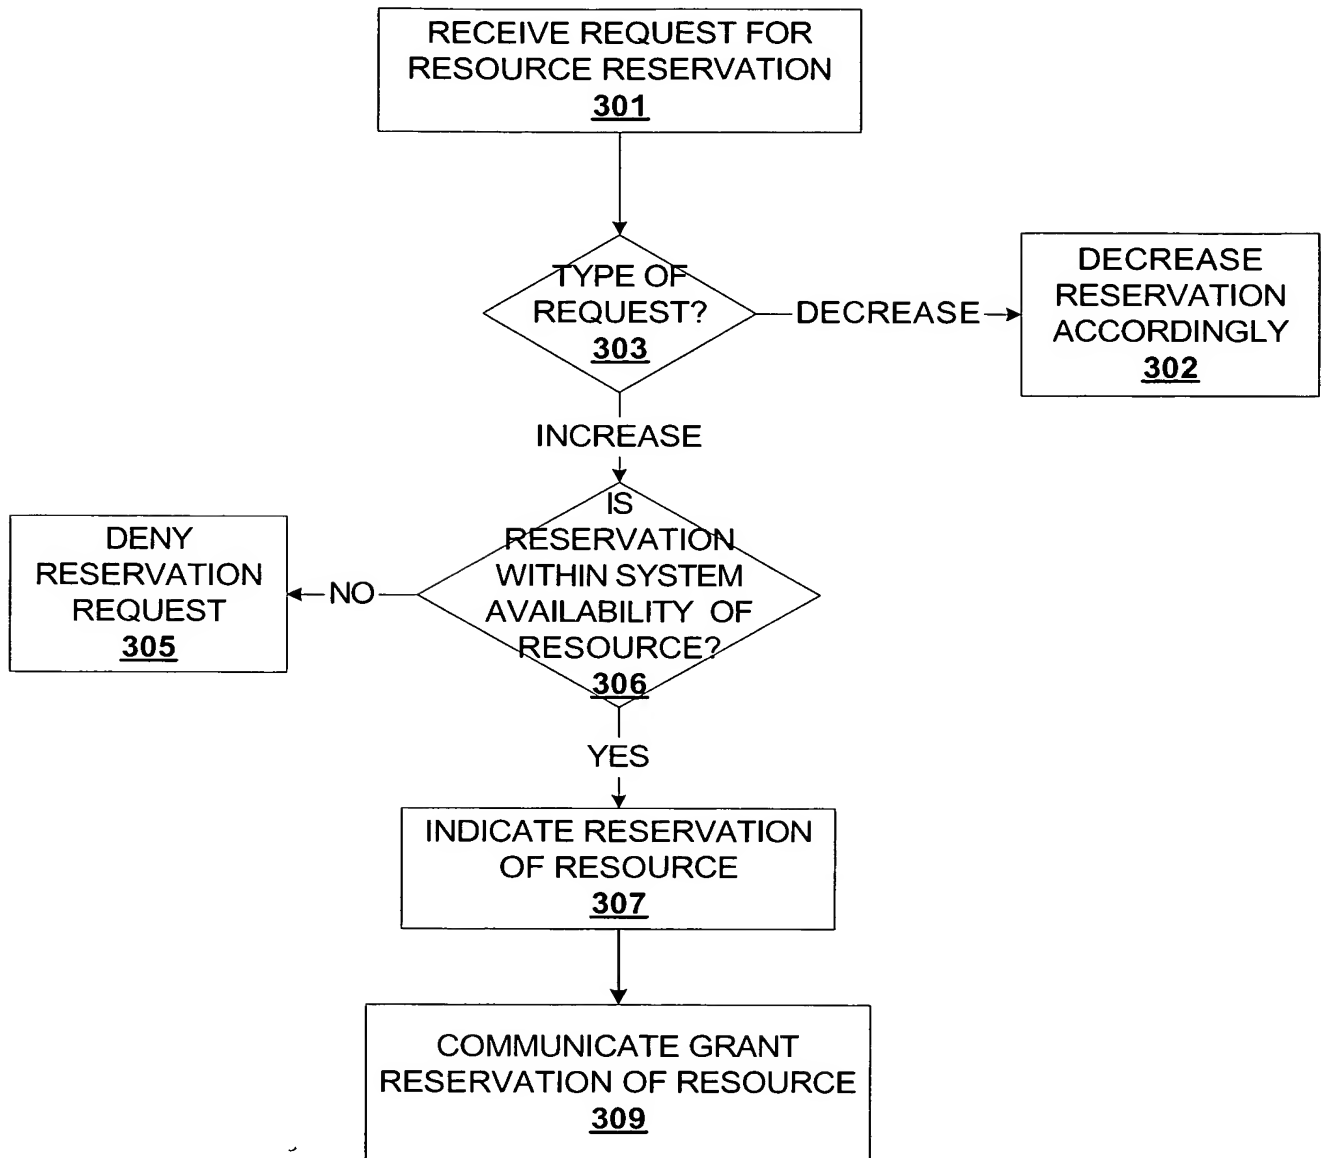 RECEIVE REQUEST FOR
RESOURCE RESERVATION
301
TYPE OF
REQUEST?
303
DECREASE
DECREASE
RESERVATION
ACCORDINGLY
302
INCREASE
IS
RESERVATION
WITHIN SYSTEM
AVAILABILITY OF
RESOURCE?
306
NO
DENY
RESERVATION
REQUEST
305
YES
INDICATE RESERVATION
OF RESOURCE
307
COMMUNICATE GRANT
RESERVATION OF RESOURCE
309